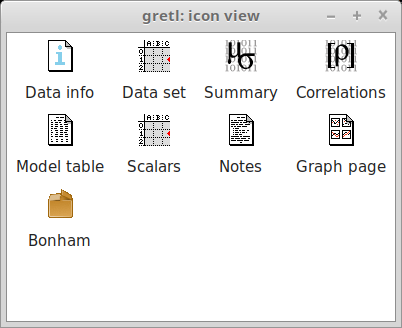 gretl: icon view
Data info Data set Summary Correlations
Model table Scalars Notes Graph page
Bonham